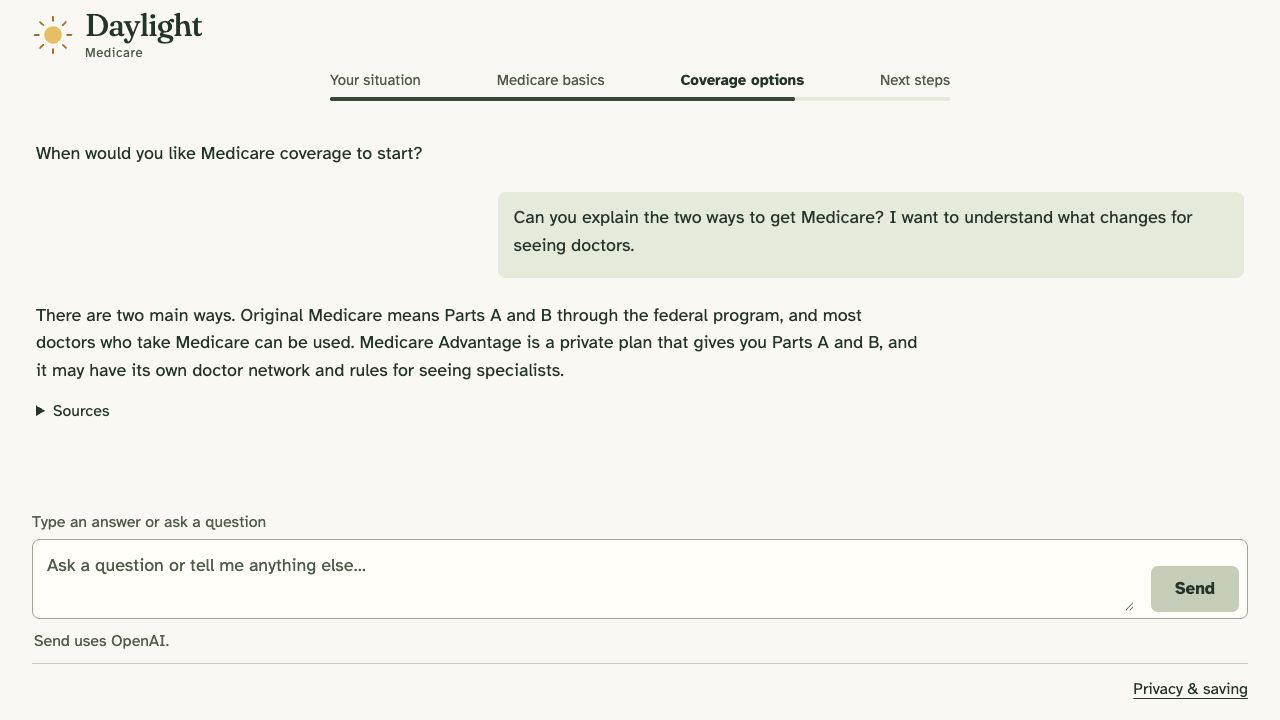 Daylight
Medicare
Your situation
Medicare basics
Coverage options
Next steps
When would you like Medicare coverage to start?
Can you explain the two ways to get Medicare? I want to understand what changes for
seeing doctors.
There are two main ways. Original Medicare means Parts A and B through the federal program, and most
doctors who take Medicare can be used. Medicare Advantage is a private plan that gives you Parts A and B, and
it may have its own doctor network and rules for seeing specialists.
Sources
Type an answer or ask a question
Ask a question or tell me anything else...
Send
Send uses OpenAI.
Privacy & saving